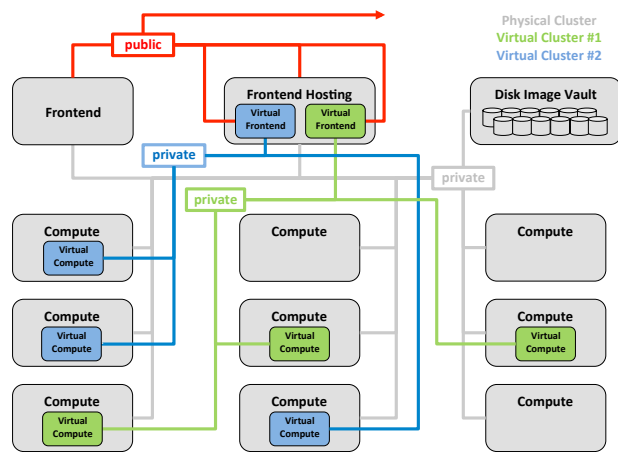 Physical Cluster
Virtual Cluster #1
Virtual Cluster #2
public
Frontend
Frontend Hosting
Virtual
Frontend
Virtual
Frontend
Disk Image Vault
private
private
private
Compute
Virtual
Compute
Compute
Compute
Compute
Virtual
Compute
Compute
Virtual
Compute
Compute
Virtual
Compute
Compute
Virtual
Compute
Compute
Virtual
Compute
Compute